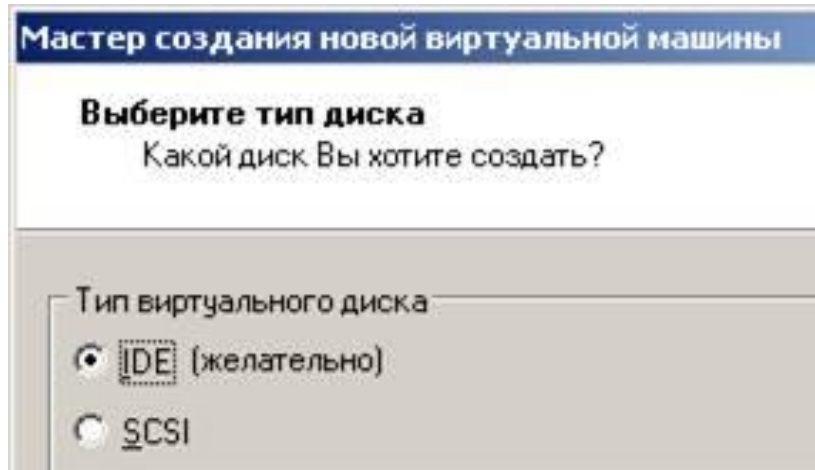 Мастер создания новой виртуальной машины
Выберите тип диска
Какой диск Вы хотите создать?
Тип виртуального диска
IDE (желательно)
SCSI